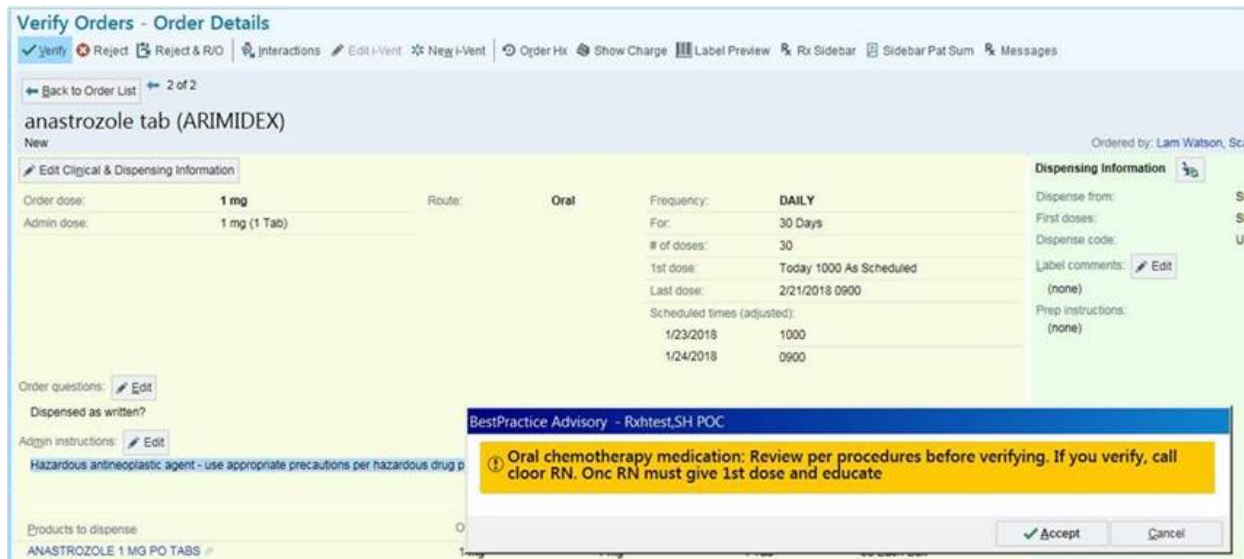 Verify Orders - Order Details
Verify Reject Reject & R/O Interactions Edit i-Vent New i-Vent Order Hx Show Charge Label Preview Rx Sidebar Sidebar Pat Sum Messages
Back to Order List 2 of 2
anastrozole tab (ARIMIDEX)
New
Ordered by: Lam Watson, Sc
Edit Clinical & Dispensing Information
Dispensing Information
Order dose: 1 mg Route: Oral Frequency: DAILY
Dispense from: S
Admin dose: 1 mg (1 Tab) For: 30 Days
First doses: S
# of doses: 30
Dispense code: U
1st dose: Today 1000 As Scheduled
Label comments: Edit
Last dose: 2/21/2018 0900
(none)
Scheduled times (adjusted):
Prep instructions:
1/23/2018 1000
(none)
1/24/2018 0900
Order questions: Edit
Dispensed as written?
Admin instructions: Edit
Hazardous antineoplastic agent - use appropriate precautions per hazardous drug p
BestPractice Advisory - Rxhtest,SH POC
Oral chemotherapy medication: Review per procedures before verifying. If you verify, call
cloor RN. Onc RN must give 1st dose and educate
Accept Cancel
Products to dispense
ANASTROZOLE 1 MG PO TABS